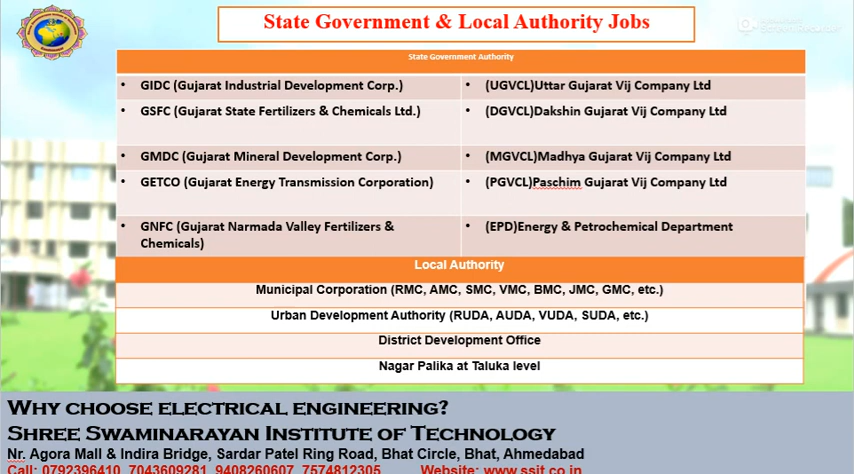 State Government & Local Authority Jobs
State Government Authority
• GIDC (Gujarat Industrial Development Corp.)
• (UGVCL)Uttar Gujarat Vij Company Ltd
• GSFC (Gujarat State Fertilizers & Chemicals Ltd.)
• (DGVCL)Dakshin Gujarat Vij Company Ltd
• GMDC (Gujarat Mineral Development Corp.)
• (MGVCL)Madhya Gujarat Vij Company Ltd
• GETCO (Gujarat Energy Transmission Corporation)
• (PGVCL)Paschim Gujarat Vij Company Ltd
• GNFC (Gujarat Narmada Valley Fertilizers &
Chemicals)
• (EPD)Energy & Petrochemical Department
Local Authority
Municipal Corporation (RMC, AMC, SMC, VMC, BMC, JMC, GMC, etc.)
Urban Development Authority (RUDA, AUDA, VUDA, SUDA, etc.)
District Development Office
Nagar Palika at Taluka level
WHY CHOOSE ELECTRICAL ENGINEERING?
SHREE SWAMINARAYAN INSTITUTE OF TECHNOLOGY
Nr. Agora Mall & Indira Bridge, Sardar Patel Ring Road, Bhat Circle, Bhat, Ahmedabad
Call: 0792396410, 7043609281, 9408260607, 7574812305 Website: www.ssit.co.in